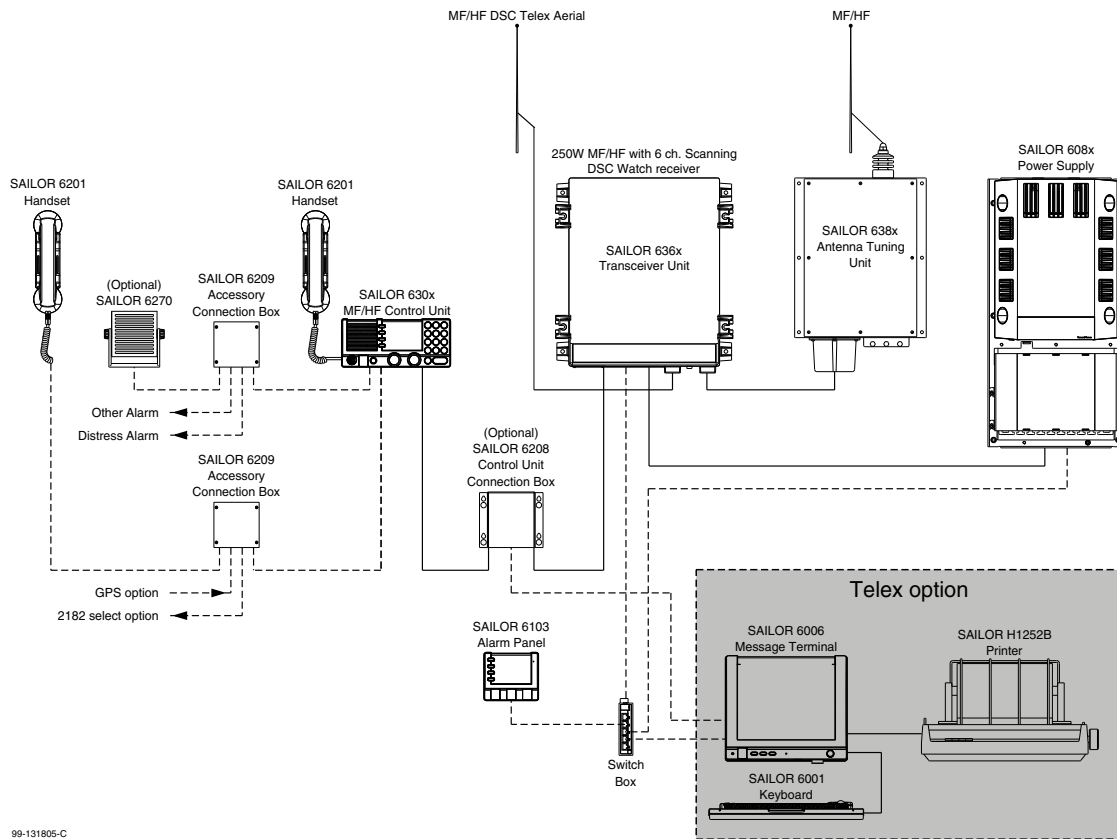 MF/HF DSC Telex Aerial
MF/HF
250W MF/HF with 6 ch. Scanning
DSC Watch receiver
SAILOR 608x
Power Supply
SAILOR 6201
Handset
SAILOR 6201
Handset
SAILOR 636x
Transceiver Unit
SAILOR 638x
Antenna Tuning
Unit
(Optional)
SAILOR 6270
SAILOR 6209
Accessory
Connection Box
SAILOR 630x
MF/HF Control Unit
Other Alarm
Distress Alarm
SAILOR 6209
Accessory
Connection Box
(Optional)
SAILOR 6208
Control Unit
Connection Box
GPS option
2182 select option
Telex option
SAILOR 6103
Alarm Panel
SAILOR 6006
Message Terminal
SAILOR H1252B
Printer
Switch
Box
SAILOR 6001
Keyboard
99-131805-C